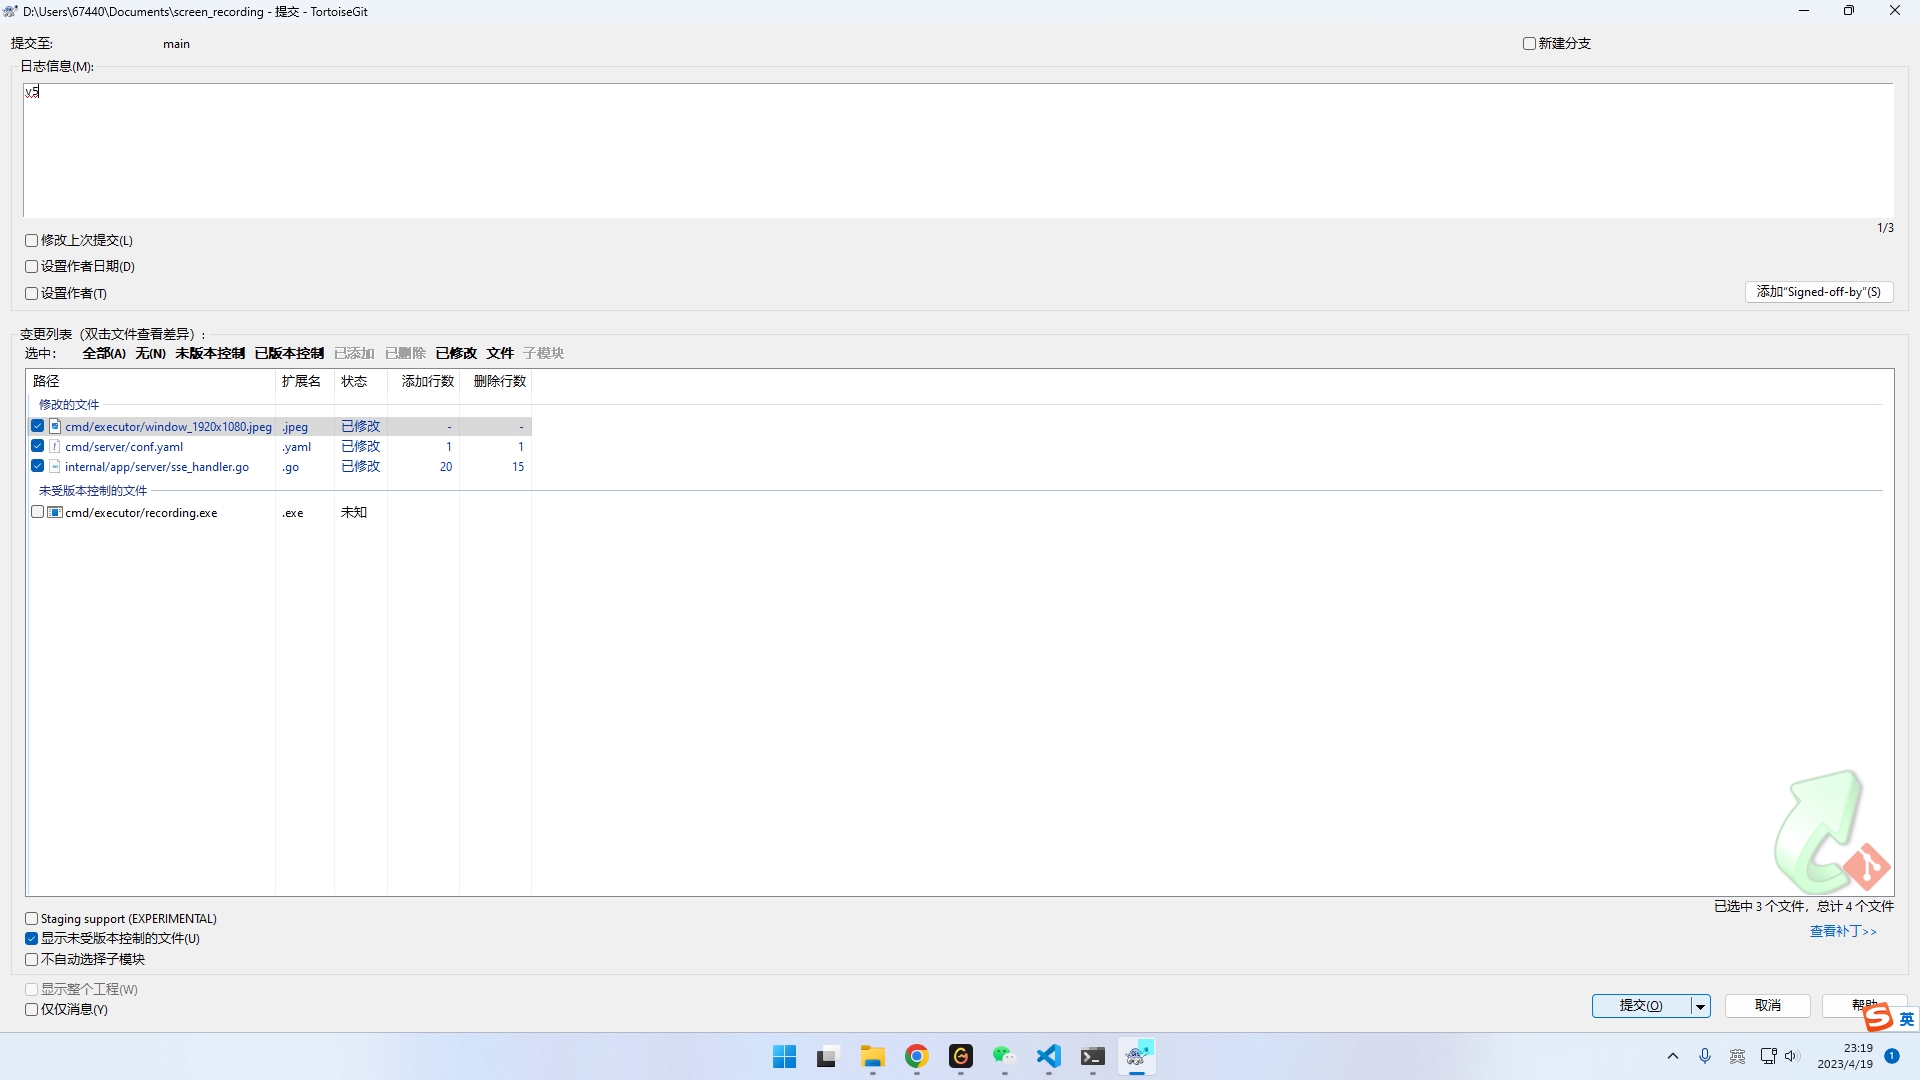 D:\Users\67440\Documents\screen_recording - 提交 - TortoiseGit
提交至: main 新建分支
日志信息(M):
v5
1/3
修改上次提交(L)
设置作者日期(D)
设置作者(T)
添加"Signed-off-by"(S)
变更列表（双击文件查看差异）:
选中: 全部(A) 无(N) 未版本控制 已版本控制 已添加 已删除 已修改 文件 子模块
路径 扩展名 状态 添加行数 删除行数
修改的文件
cmd/executor/window_1920x1080.jpeg .jpeg 已修改 - -
cmd/server/conf.yaml .yaml 已修改 1 1
internal/app/server/sse_handler.go .go 已修改 20 15
未受版本控制的文件
cmd/executor/recording.exe .exe 未知
已选中 3 个文件，总计 4 个文件
Staging support (EXPERIMENTAL)
查看补丁>>
显示未受版本控制的文件(U)
不自动选择子模块
显示整个工程(W)
仅仅消息(Y)
提交(O) 取消 帮助
英
英
23:19
2023/4/19
1